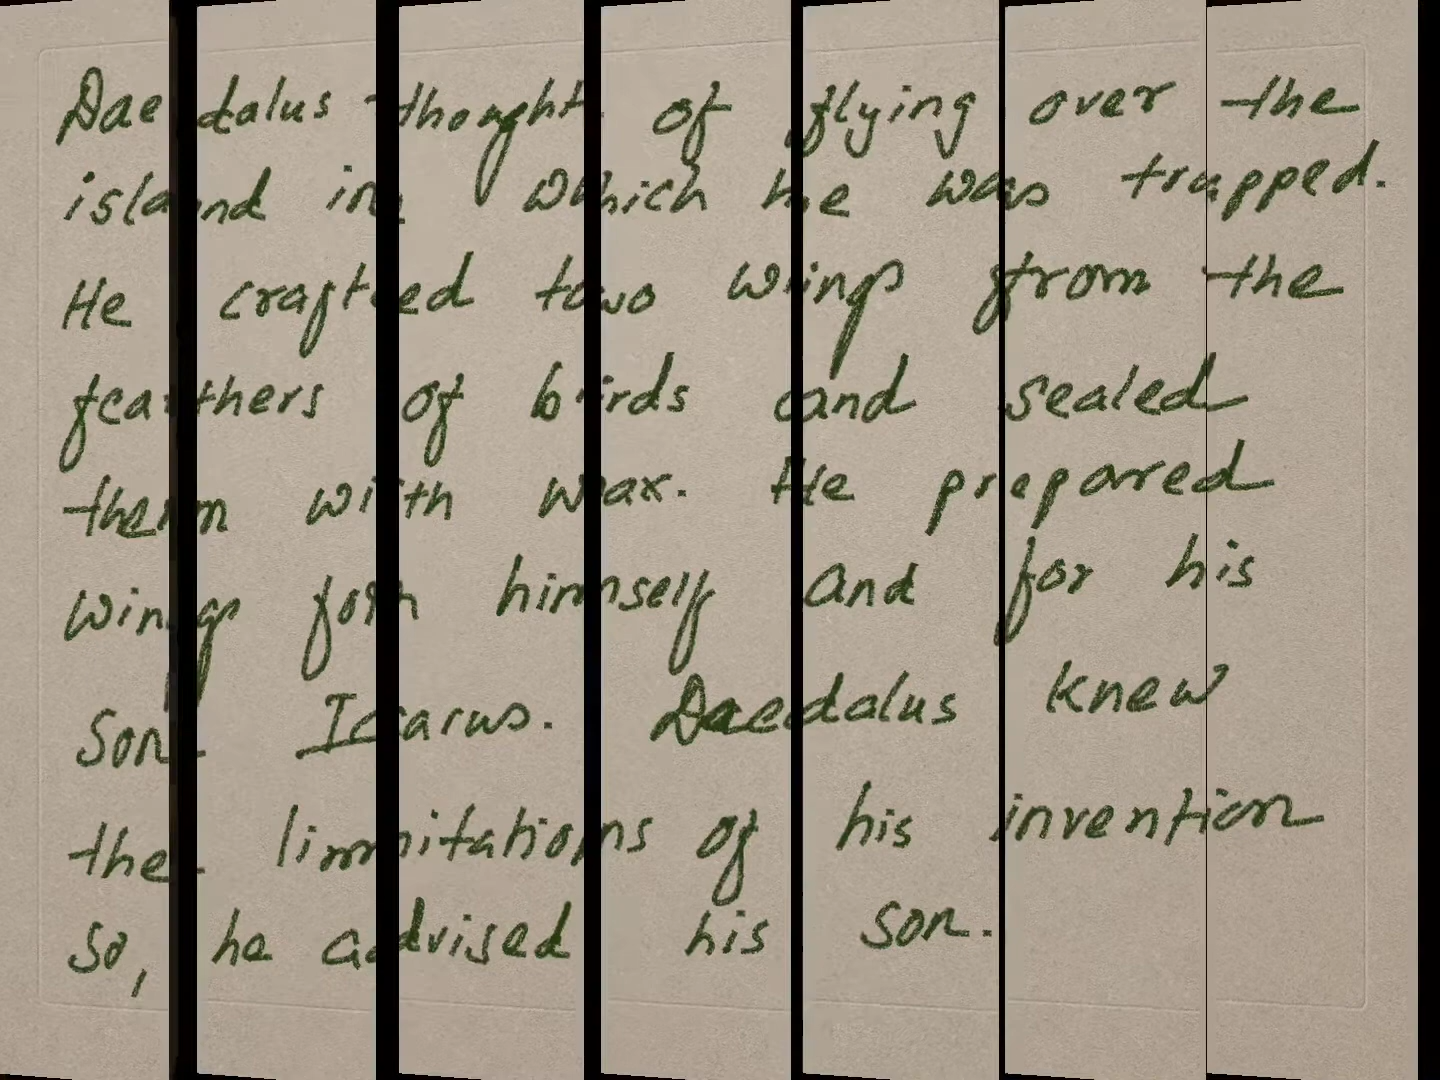 Daedalus thought of flying over the
island in which he was trapped.
He crafted two wings from the
feathers of birds and sealed
them with wax. He prepared
wings for himself and for his
Son Icarus. Daedalus knew
the limitations of his invention
So, he advised his son.